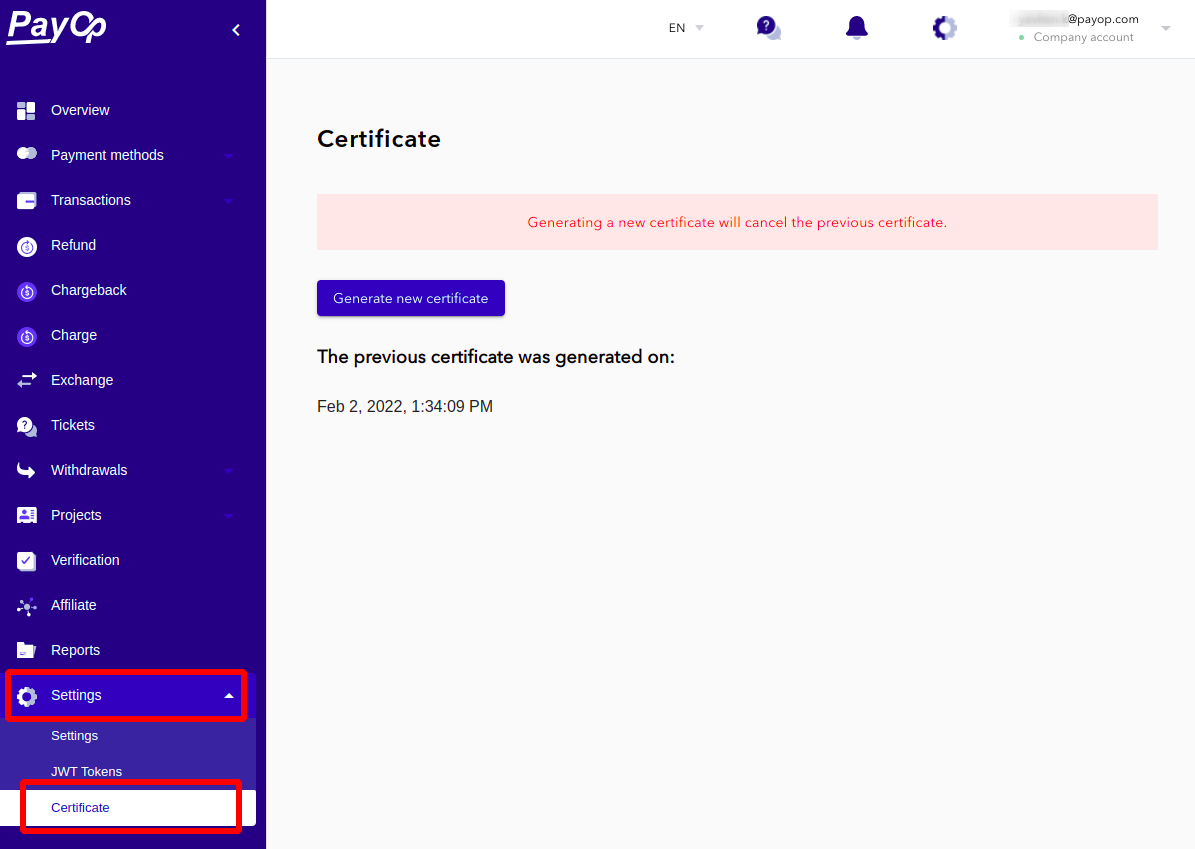 PayOp
EN
@payop.com
Company account
Overview
Payment methods
Transactions
Refund
Chargeback
Charge
Exchange
Tickets
Withdrawals
Projects
Verification
Affiliate
Reports
Settings
Settings
JWT Tokens
Certificate
Certificate
Generating a new certificate will cancel the previous certificate.
Generate new certificate
The previous certificate was generated on:
Feb 2, 2022, 1:34:09 PM